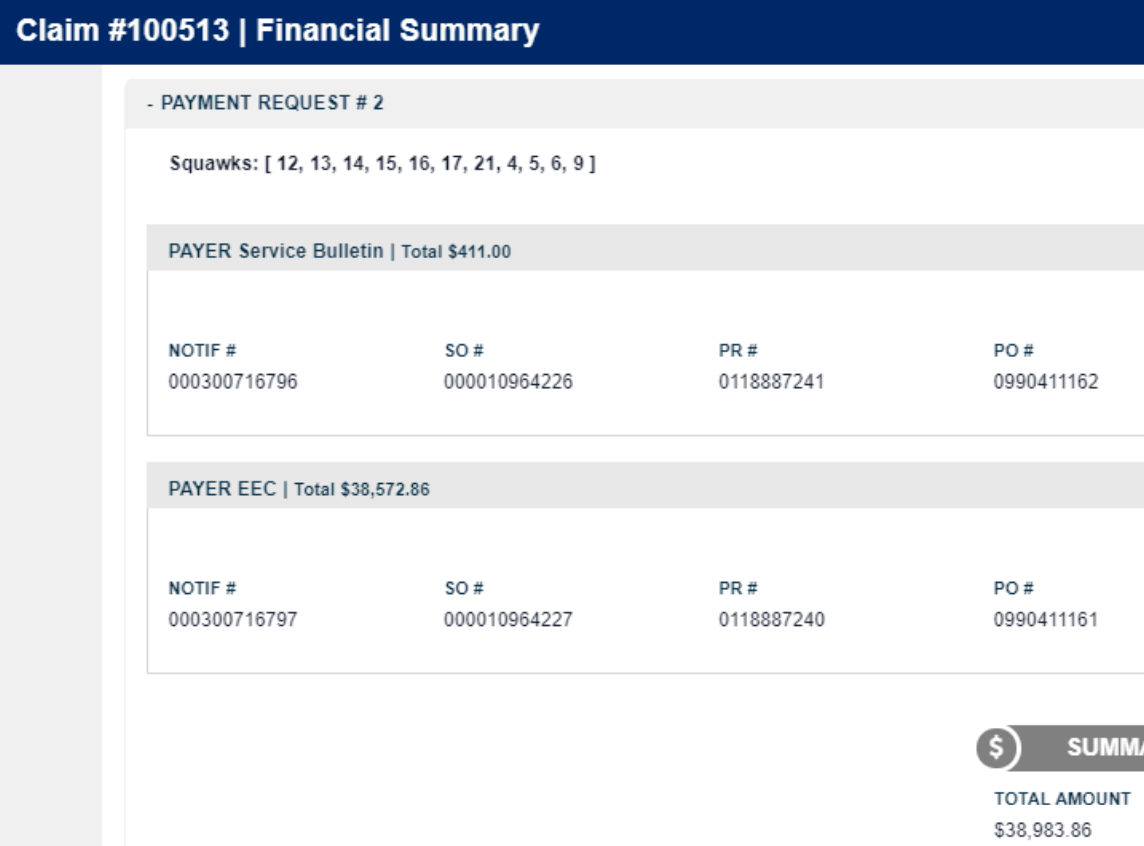 Claim #100513 | Financial Summary
- PAYMENT REQUEST # 2
Squawks: [ 12, 13, 14, 15, 16, 17, 21, 4, 5, 6, 9 ]
PAYER Service Bulletin | Total $411.00
NOTIF # SO # PR # PO #
000300716796 000010964226 0118887241 0990411162
PAYER EEC | Total $38,572.86
NOTIF # SO # PR # PO #
000300716797 000010964227 0118887240 0990411161
$
TOTAL AMOUNT
$38,983.86